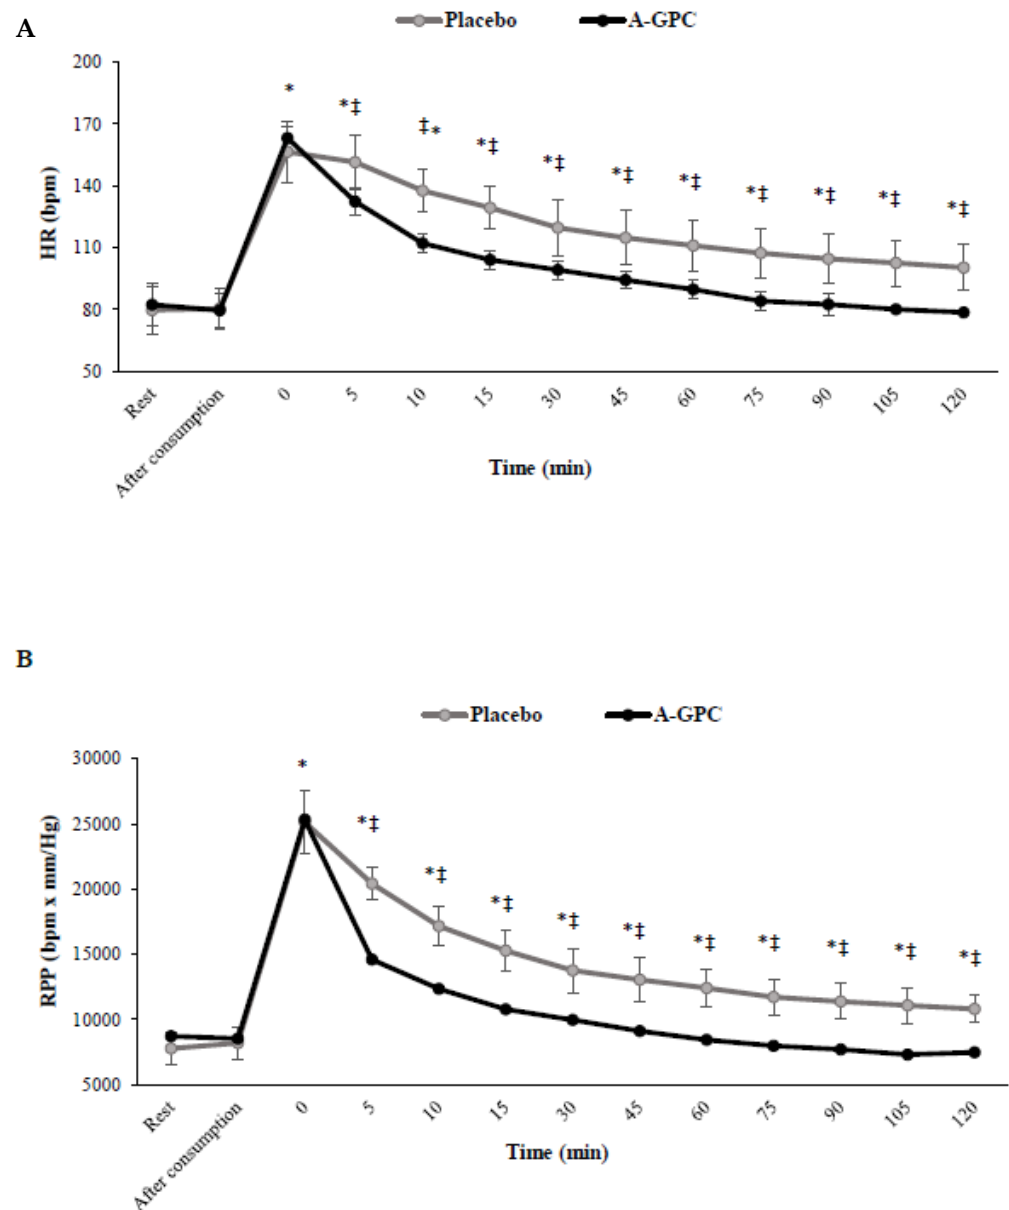 A
Placebo A-GPC
200
170
140
110
80
50
HR (bpm)
* *‡ ‡* *‡ *‡ *‡ *‡ *‡ *‡ *‡ *‡
Rest After consumption 0 5 10 15 30 45 60 75 90 105 120
Time (min)
B
Placebo A-GPC
30000
25000
20000
15000
10000
5000
RPP (bpm x mm/Hg)
* *‡ *‡ *‡ *‡ *‡ *‡ *‡ *‡ *‡ *‡
Rest After consumption 0 5 10 15 30 45 60 75 90 105 120
Time (min)